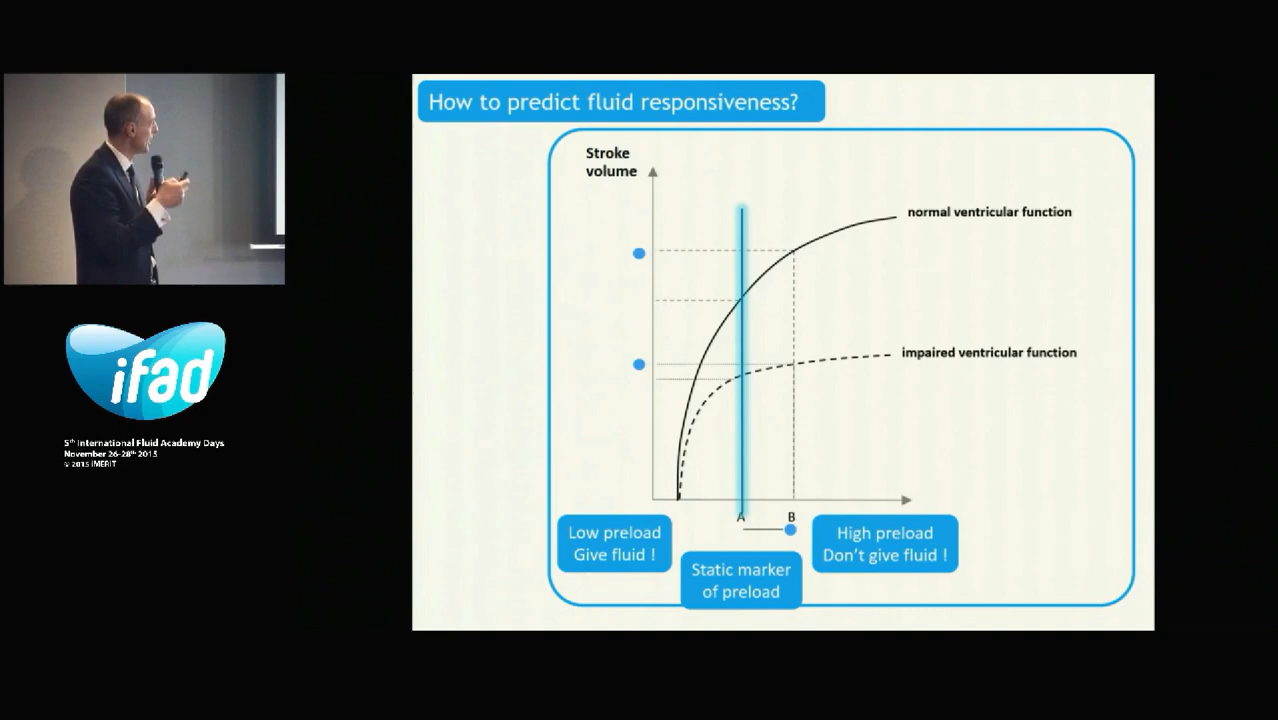 How to predict fluid responsiveness?
Stroke
volume
normal ventricular function
impaired ventricular function
A
B
Low preload
Give fluid !
High preload
Don't give fluid !
Static marker
of preload
ifad
5th International Fluid Academy Days
November 26-28th 2015
© 2015 iMERIT